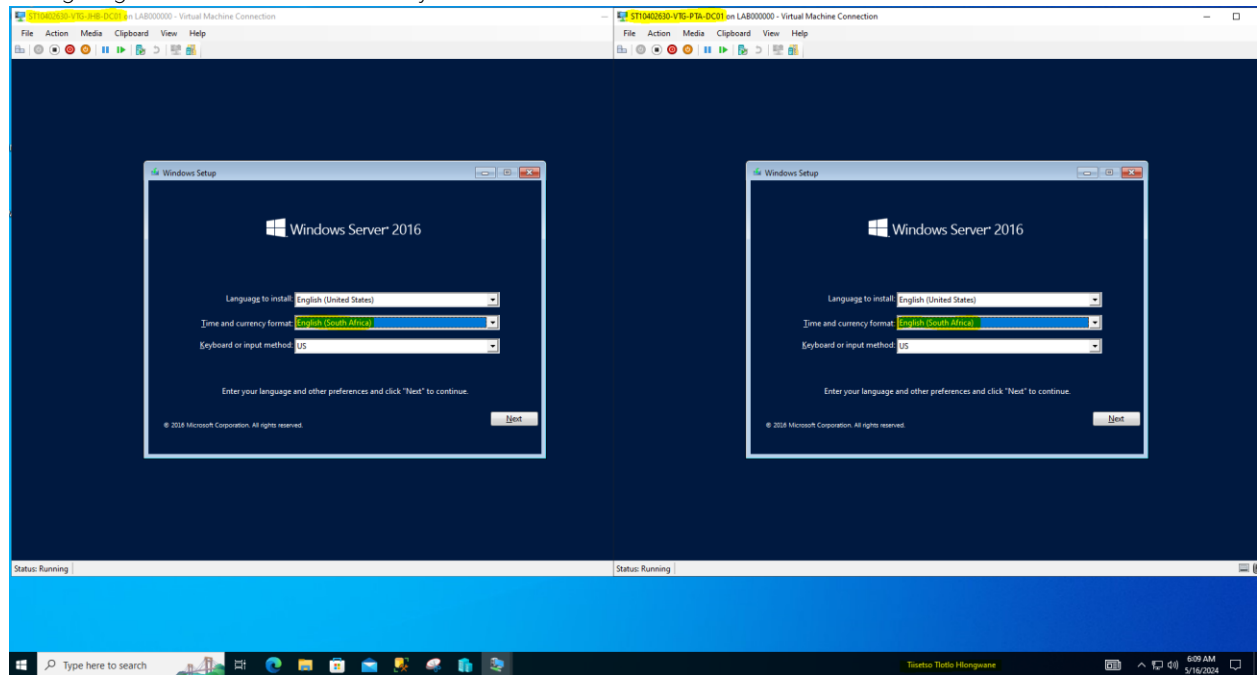 ST10402630-VTG-JHB-DC01 on LAB000000 - Virtual Machine Connection
File Action Media Clipboard View Help
Windows Setup
Windows Server® 2016
Language to install: English (United States)
Time and currency format: English (South Africa)
Keyboard or input method: US
Enter your language and other preferences and click "Next" to continue.
Next
© 2016 Microsoft Corporation. All rights reserved.
Status: Running
ST10402630-VTG-PTA-DC01 on LAB000000 - Virtual Machine Connection
File Action Media Clipboard View Help
Windows Setup
Windows Server® 2016
Language to install: English (United States)
Time and currency format: English (South Africa)
Keyboard or input method: US
Enter your language and other preferences and click "Next" to continue.
Next
© 2016 Microsoft Corporation. All rights reserved.
Status: Running
Type here to search
Tiisetso Tlotlo Hlongwane
6:09 AM
5/16/2024